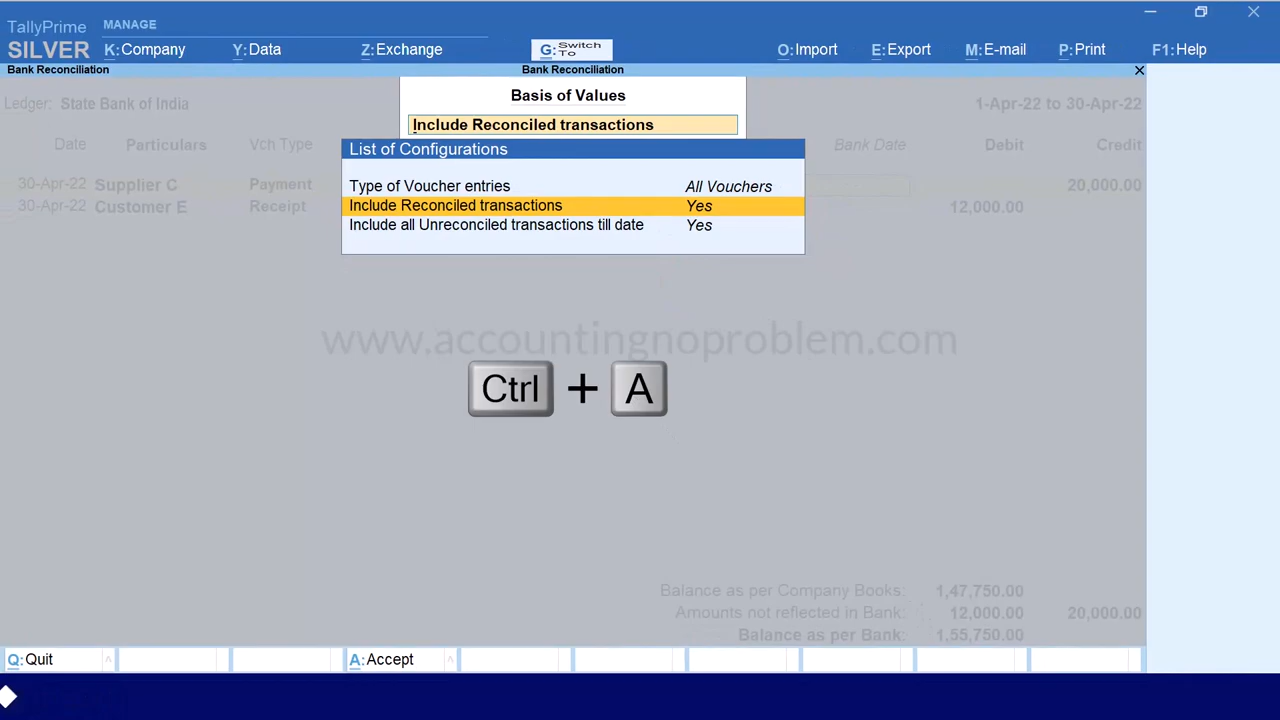 TallyPrime
MANAGE
SILVER
K:Company Y:Data Z:Exchange G:Switch To O:Import E:Export M:E-mail P:Print F1:Help
Bank Reconciliation Bank Reconciliation
Basis of Values
Ledger: State Bank of India 1-Apr-22 to 30-Apr-22
Include Reconciled transactions
Date Particulars Vch Type Bank Date Debit Credit
List of Configurations
30-Apr-22 Supplier C Payment 20,000.00
Type of Voucher entries All Vouchers
30-Apr-22 Customer E Receipt 12,000.00
Include Reconciled transactions Yes
Include all Unreconciled transactions till date Yes
www.accountingnoproblem.com
Ctrl + A
Balance as per Company Books: 1,47,750.00
Amounts not reflected in Bank: 12,000.00 20,000.00
Balance as per Bank: 1,55,750.00
Q:Quit A:Accept